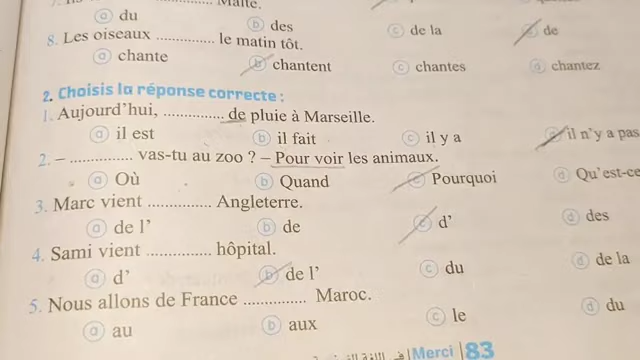 Malte.
ⓐ du ⓑ des ⓒ de la ⓓ de
8. Les oiseaux .............. le matin tôt.
ⓐ chante ⓑ chantent ⓒ chantes ⓓ chantez
2. Choisis la réponse correcte :
1. Aujourd'hui, .............. de pluie à Marseille.
ⓐ il est ⓑ il fait ⓒ il y a ⓓ il n'y a pas
2. – .............. vas-tu au zoo ? – Pour voir les animaux.
ⓐ Où ⓑ Quand ⓒ Pourquoi ⓓ Qu'est-ce
3. Marc vient .............. Angleterre.
ⓐ de l' ⓑ de ⓒ d' ⓓ des
4. Sami vient .............. hôpital.
ⓐ d' ⓑ de l' ⓒ du ⓓ de la
5. Nous allons de France .............. Maroc.
ⓐ au ⓑ aux ⓒ le ⓓ du
Merci 83